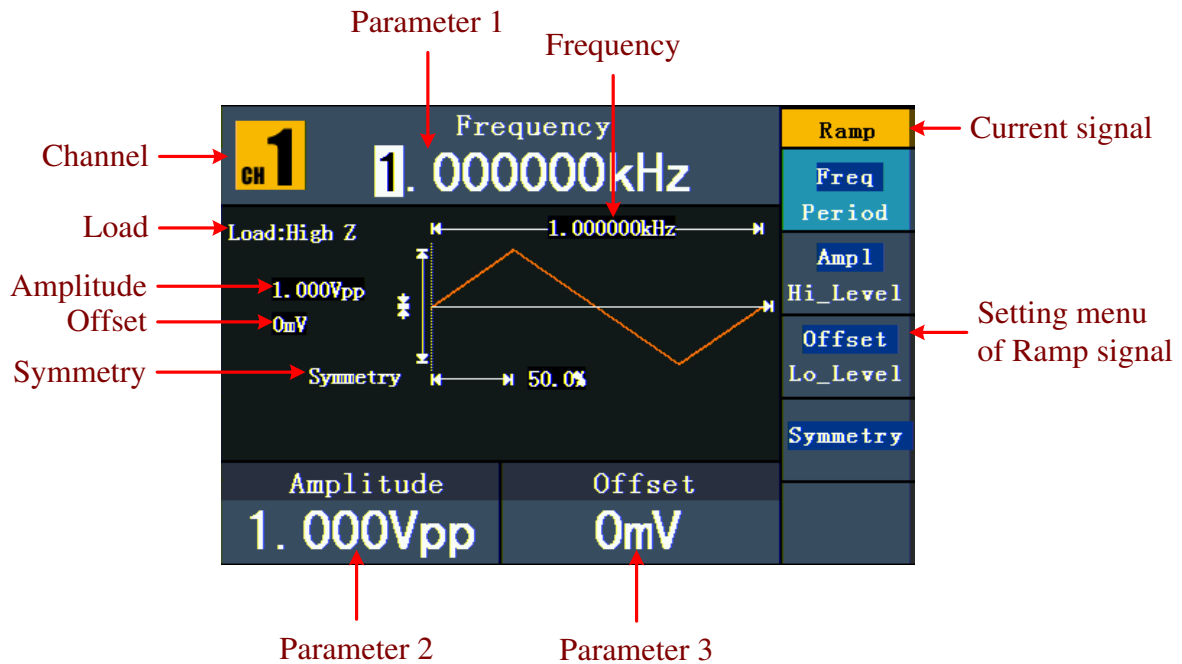 Parameter 1
Frequency
Channel
CH 1
Frequency
1.000000kHz
Ramp
Current signal
Freq
Period
Load
Load:High Z
1.000000kHz
Ampl
Hi_Level
Amplitude
1.000Vpp
Offset
0mV
Setting menu
of Ramp signal
Offset
Lo_Level
Symmetry
Symmetry
50.0%
Symmetry
Amplitude
1.000Vpp
Offset
0mV
Parameter 2
Parameter 3